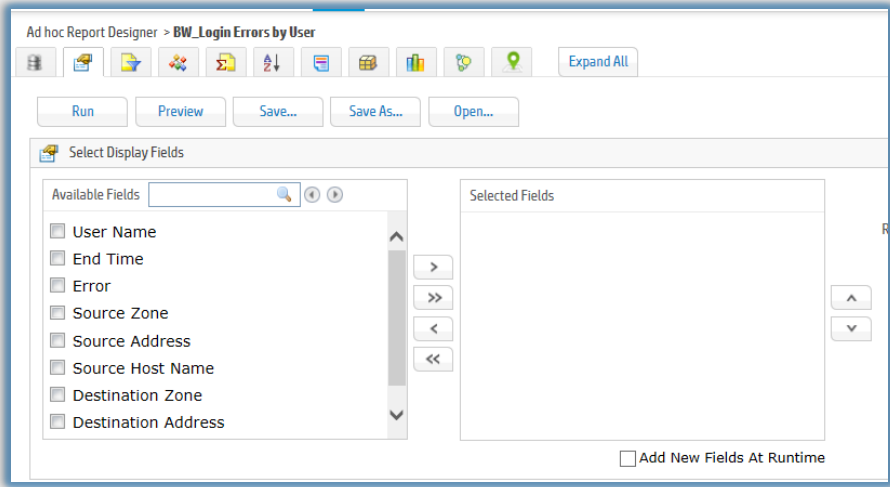 Ad hoc Report Designer > BW_Login Errors by User
Expand All
Run Preview Save... Save As... Open...
Select Display Fields
Available Fields
Selected Fields
User Name
End Time
Error
Source Zone
Source Address
Source Host Name
Destination Zone
Destination Address
> 
>>
<
<<
Add New Fields At Runtime